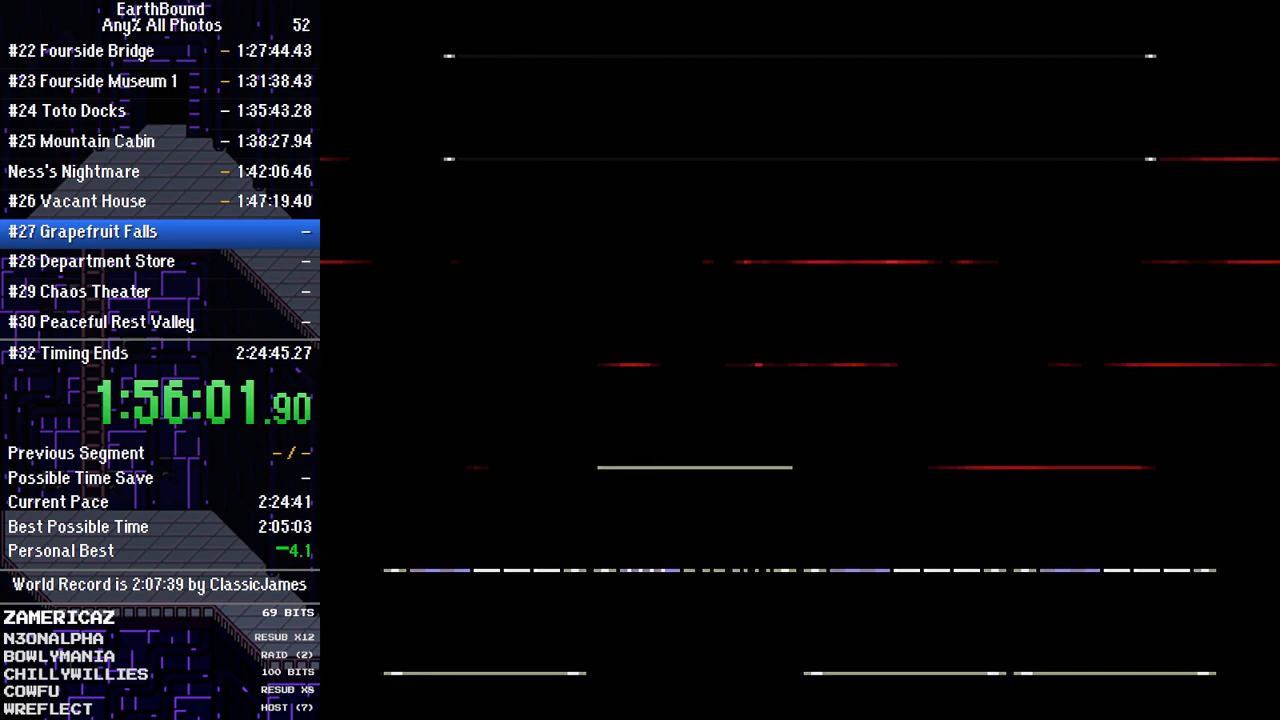 EarthBound
Any% All Photos 52
#22 Fourside Bridge – 1:27:44.43
#23 Fourside Museum 1 – 1:31:38.43
#24 Toto Docks – 1:35:43.28
#25 Mountain Cabin – 1:38:27.94
Ness's Nightmare – 1:42:06.46
#26 Vacant House – 1:47:19.40
#27 Grapefruit Falls –
#28 Department Store –
#29 Chaos Theater –
#30 Peaceful Rest Valley –
#32 Timing Ends 2:24:45.27
1:56:01.90
Previous Segment – / –
Possible Time Save –
Current Pace 2:24:41
Best Possible Time 2:05:03
Personal Best −4.1
World Record is 2:07:39 by ClassicJames
ZAMERICAZ 69 BITS
N3ONALPHA RESUB X12
BOWLYMANIA RAID (2)
CHILLYWILLIES 100 BITS
COWFU RESUB X8
WREFLECT HOST (7)